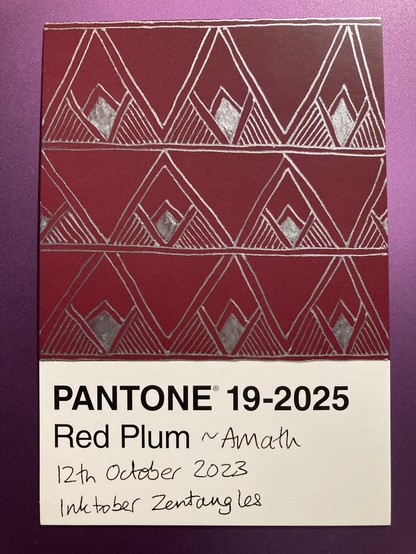 PANTONE® 19-2025
Red Plum ~Amath
12th October 2023
Inktober Zentangles